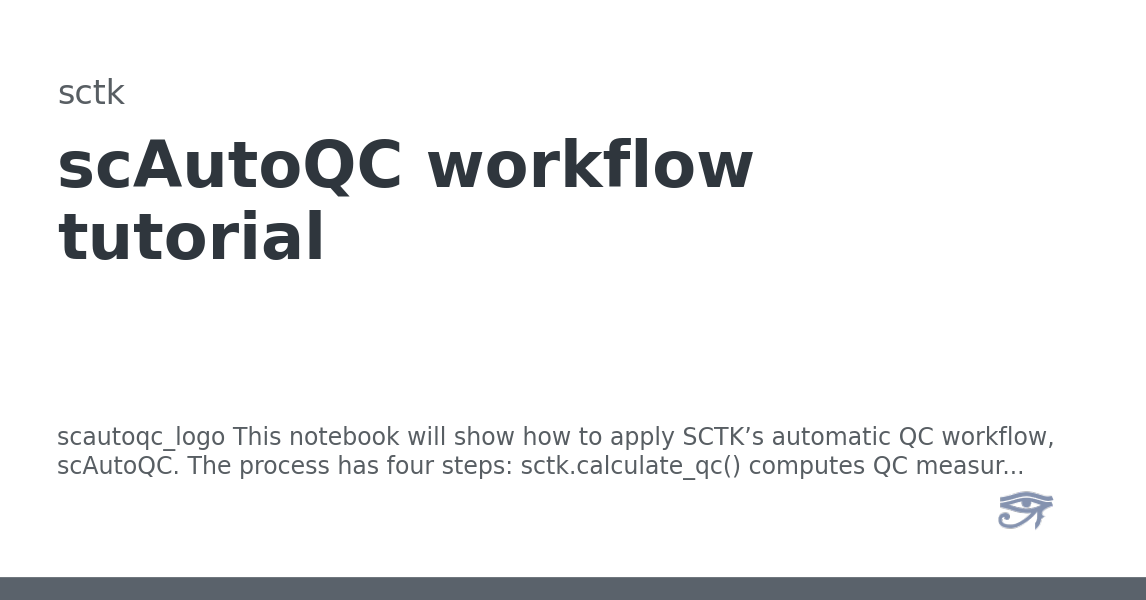 sctk
scAutoQC workflow
tutorial
scautoqc_logo This notebook will show how to apply SCTK’s automatic QC workflow,
scAutoQC. The process has four steps: sctk.calculate_qc() computes QC measur...